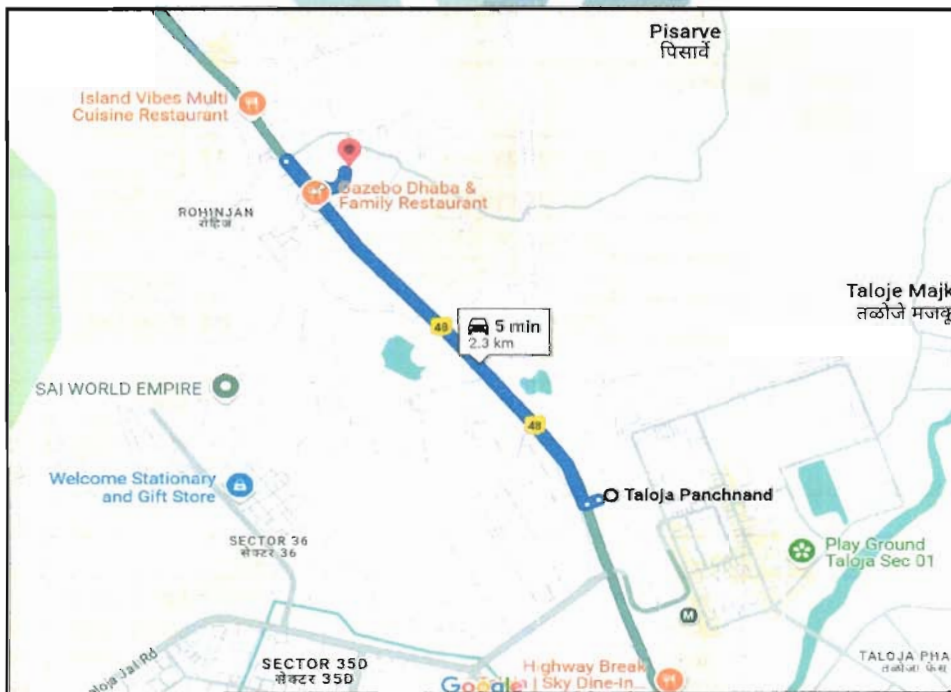 Pisarve
पिसार्वे
Island Vibes Multi
Cuisine Restaurant
Gazebo Dhaba &
Family Restaurant
ROHINJAN
Taloje
तळोजे
48
5 min
2.3 km
SAI WORLD EMPIRE
48
Welcome Stationary
and Gift Store
Taloja Panchnand
SECTOR 36
सेक्टर 36
Play Ground
Taloja Sec 01
M
Jail Rd
SECTOR 35D
सेक्टर 35D
Highway Break
| Sky Dine-In...
Google
TALOJA PHA